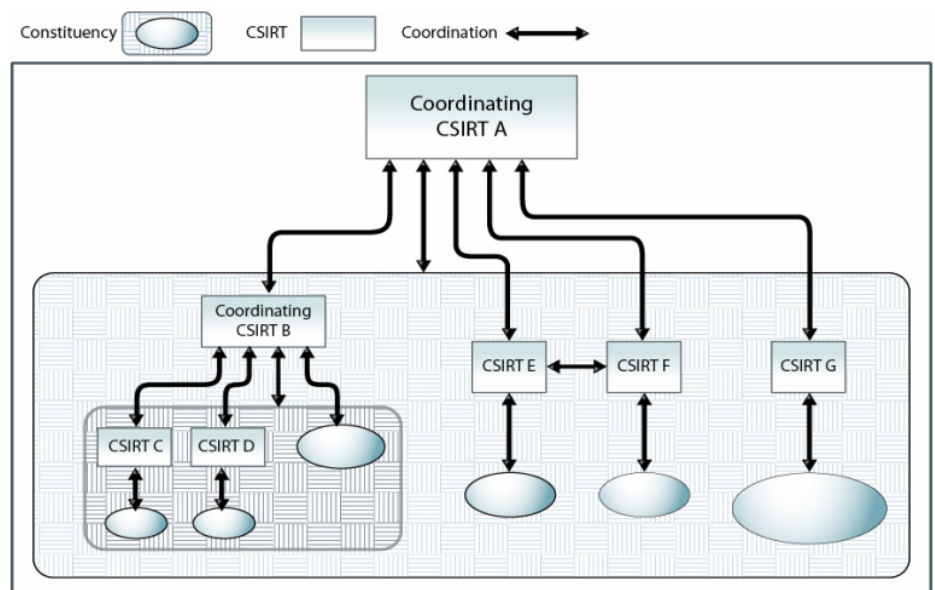 Constituency
CSIRT
Coordination
Coordinating
CSIRT A
Coordinating
CSIRT B
CSIRT E
CSIRT F
CSIRT G
CSIRT C
CSIRT D